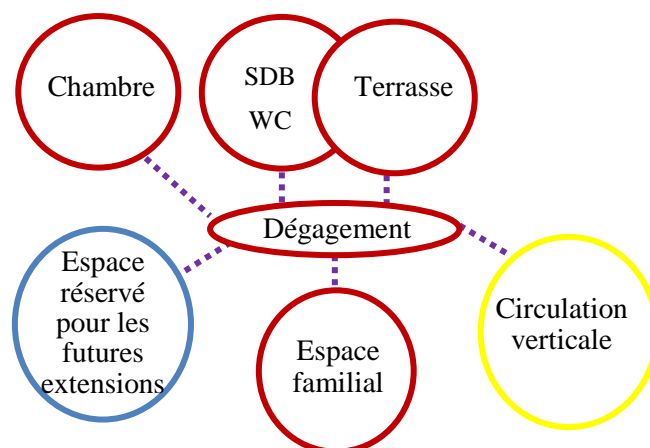 Chambre
SDB
WC
Terrasse
Dégagement
Espace
réservé
pour les
futures
extensions
Espace
familial
Circulation
verticale